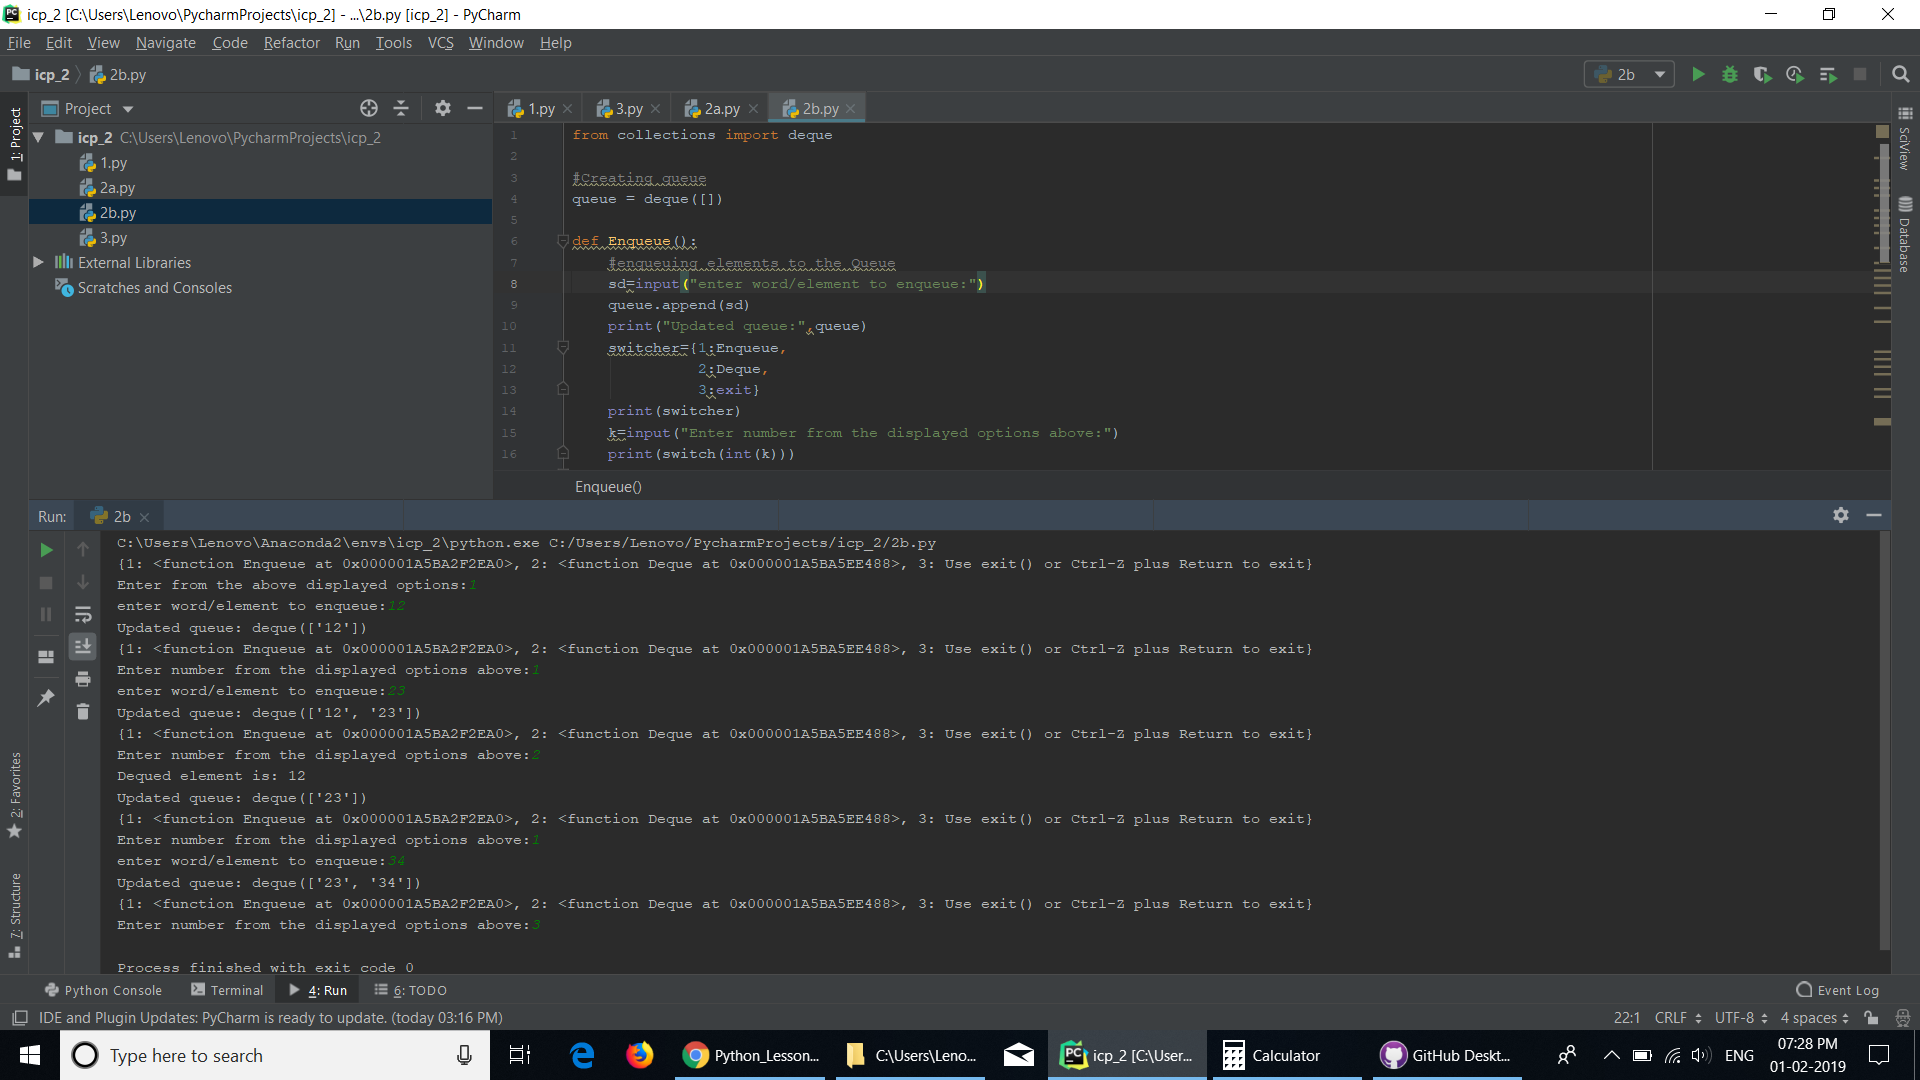 icp_2 [C:\Users\Lenovo\PycharmProjects\icp_2] - ...\2b.py [icp_2] - PyCharm
File Edit View Navigate Code Refactor Run Tools VCS Window Help
icp_2 2b.py
2b
Project
1.py 3.py 2a.py 2b.py
1: Project
icp_2 C:\Users\Lenovo\PycharmProjects\icp_2
1.py
2a.py
2b.py
3.py
External Libraries
Scratches and Consoles
1 from collections import deque
2
3 #Creating queue
4 queue = deque([])
5
6 def Enqueue():
7 #enqueuing elements to the Queue
8 sd=input("enter word/element to enqueue:")
9 queue.append(sd)
10 print("Updated queue:",queue)
11 switcher={1:Enqueue,
12 2:Deque,
13 3:exit}
14 print(switcher)
15 k=input("Enter number from the displayed options above:")
16 print(switch(int(k)))
Enqueue()
SciView
Database
Run: 2b
C:\Users\Lenovo\Anaconda2\envs\icp_2\python.exe C:/Users/Lenovo/PycharmProjects/icp_2/2b.py
{1: <function Enqueue at 0x000001A5BA2F2EA0>, 2: <function Deque at 0x000001A5BA5EE488>, 3: Use exit() or Ctrl-Z plus Return to exit}
Enter from the above displayed options:1
enter word/element to enqueue:12
Updated queue: deque(['12'])
{1: <function Enqueue at 0x000001A5BA2F2EA0>, 2: <function Deque at 0x000001A5BA5EE488>, 3: Use exit() or Ctrl-Z plus Return to exit}
Enter number from the displayed options above:1
enter word/element to enqueue:23
Updated queue: deque(['12', '23'])
{1: <function Enqueue at 0x000001A5BA2F2EA0>, 2: <function Deque at 0x000001A5BA5EE488>, 3: Use exit() or Ctrl-Z plus Return to exit}
Enter number from the displayed options above:2
Dequed element is: 12
Updated queue: deque(['23'])
{1: <function Enqueue at 0x000001A5BA2F2EA0>, 2: <function Deque at 0x000001A5BA5EE488>, 3: Use exit() or Ctrl-Z plus Return to exit}
Enter number from the displayed options above:1
enter word/element to enqueue:34
Updated queue: deque(['23', '34'])
{1: <function Enqueue at 0x000001A5BA2F2EA0>, 2: <function Deque at 0x000001A5BA5EE488>, 3: Use exit() or Ctrl-Z plus Return to exit}
Enter number from the displayed options above:3
Process finished with exit code 0
2: Favorites
7: Structure
Python Console Terminal 4: Run 6: TODO Event Log
IDE and Plugin Updates: PyCharm is ready to update. (today 03:16 PM) 22:1 CRLF UTF-8 4 spaces
Type here to search Python_Lesson... C:\Users\Leno... icp_2 [C:\User... Calculator GitHub Deskt... ENG 07:28 PM
01-02-2019